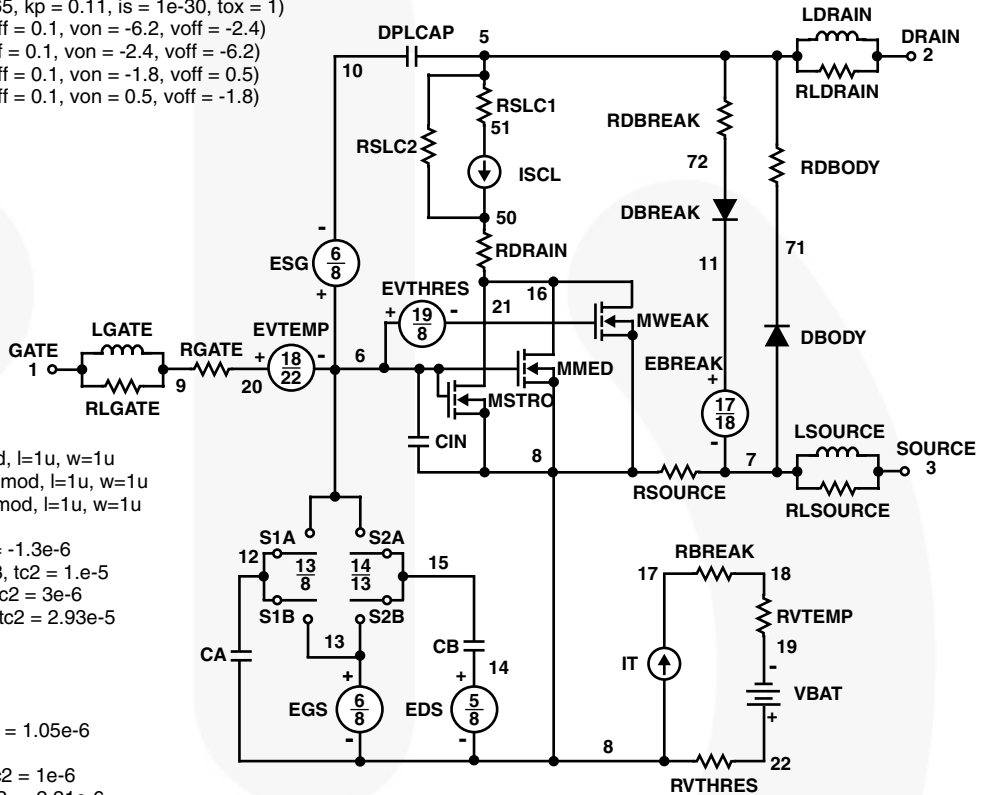 65, kp = 0.11, is = 1e-30, tox = 1)
ff = 0.1, von = -6.2, voff = -2.4)
f = 0.1, von = -2.4, voff = -6.2)
ff = 0.1, von = -1.8, voff = 0.5)
ff = 0.1, von = 0.5, voff = -1.8)
LDRAIN
DPLCAP 5 DRAIN
2
10
RLDRAIN
RSLC1
51
RDBREAK
RSLC2
72
RDBODY
ISCL
DBREAK
50
71
RDRAIN
ESG 6 8
11
EVTHRES
16
21
19 8
MWEAK
LGATE EVTEMP
DBODY
GATE RGATE
EBREAK
1
18 22
6
MMED
9 20
MSTRO
RLGATE
17 18
LSOURCE
CIN
SOURCE
8 7
3
d, l=1u, w=1u
mod, l=1u, w=1u
mod, l=1u, w=1u
RSOURCE
RLSOURCE
S1A S2A
= -1.3e-6
12
13 8
14 13
15
RBREAK
3, tc2 = 1.e-5
17 18
c2 = 3e-6
tc2 = 2.93e-5
S1B S2B
RVTEMP
13
CB
19
CA
14
IT
VBAT
EGS 6 8
EDS 5 8
= 1.05e-6
8
22
c2 = 1e-6
RVTHRES